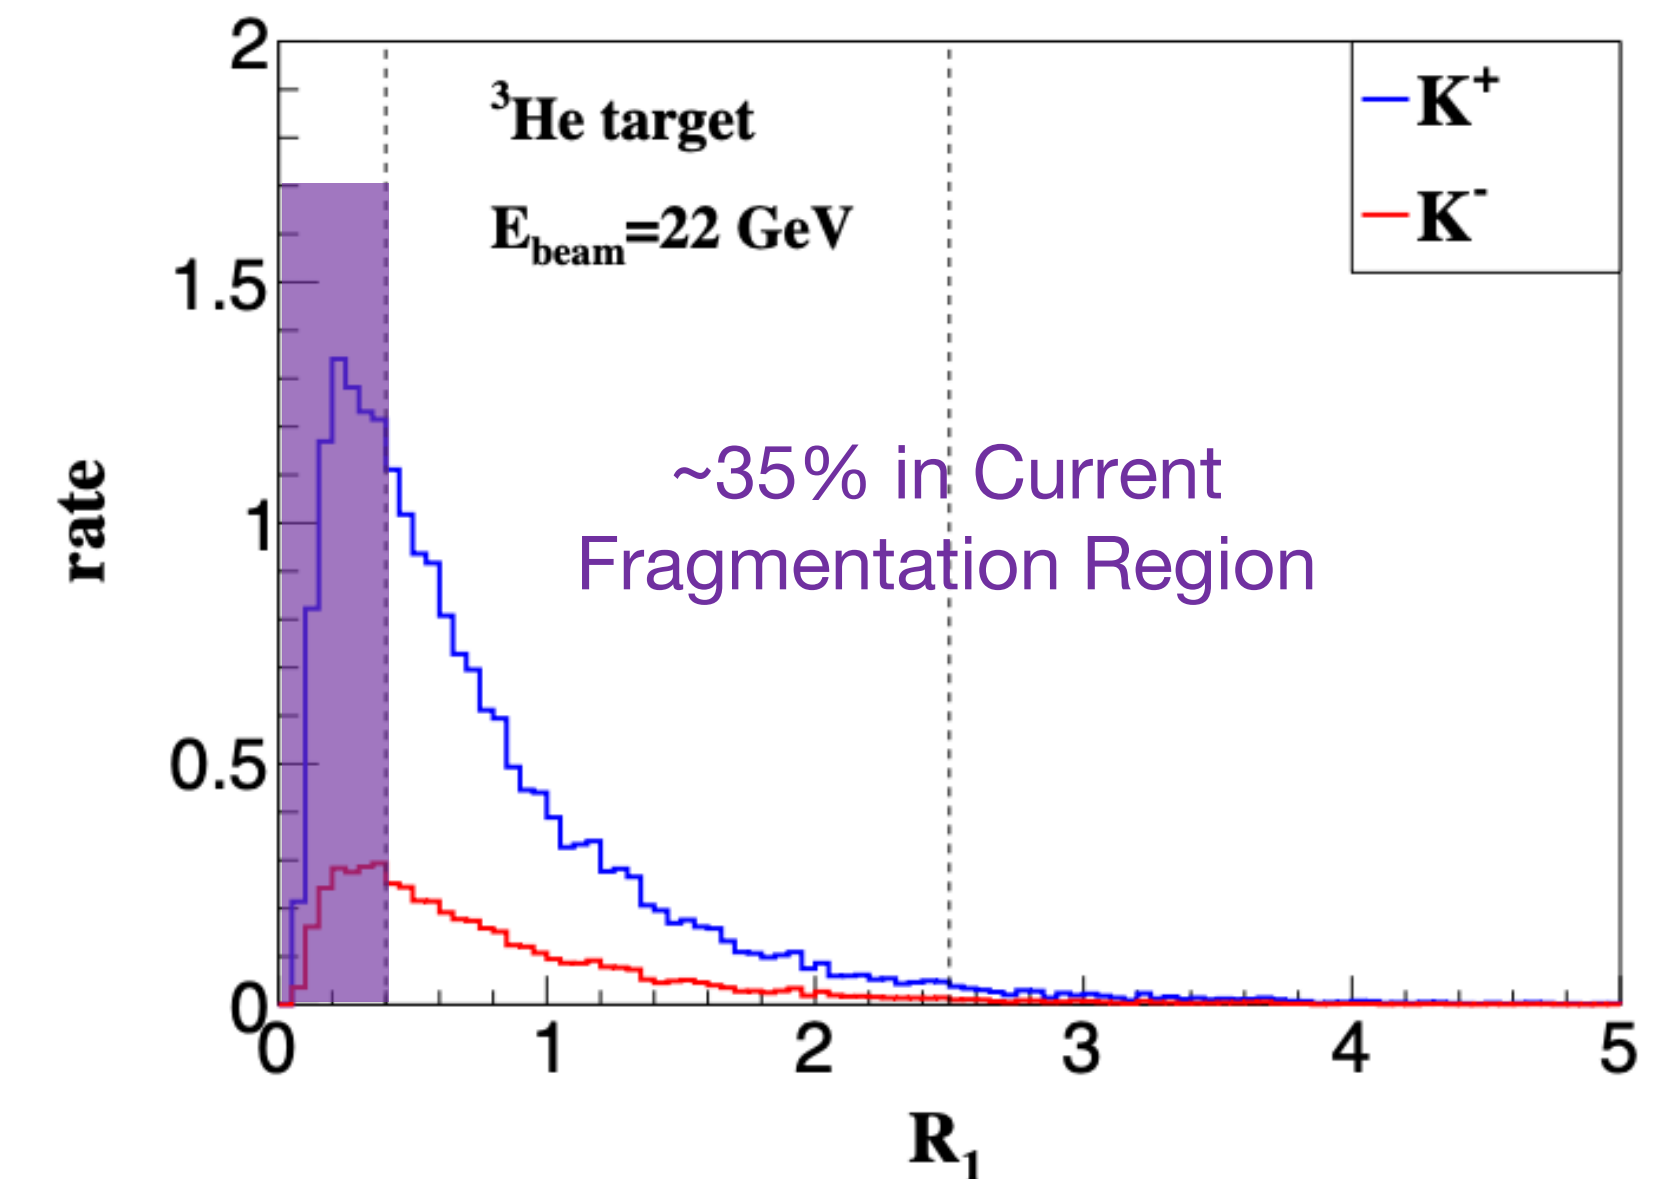 2
³He target
K⁺
E_beam=22 GeV
K⁻
1.5
~35% in Current
Fragmentation Region
rate
1
0.5
0
0 1 2 3 4 5
R₁